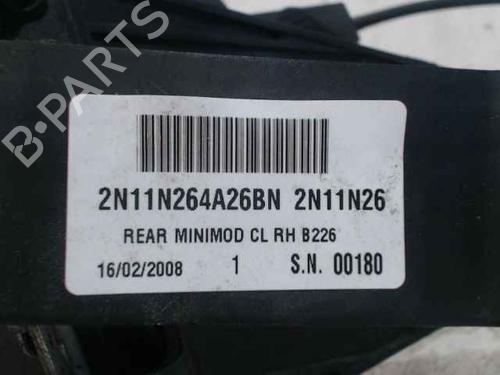 2N11N264A26BN 2N11N26
REAR MINIMOD CL RH B226
16/02/2008 1 S.N. 00180
B-PARTS